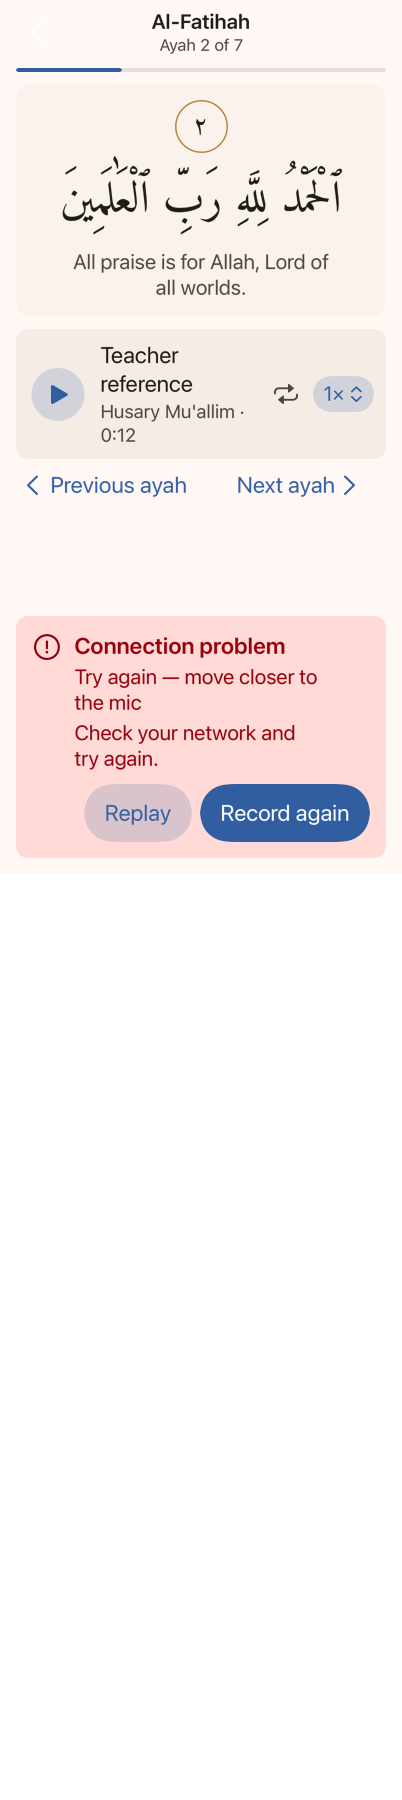 Al-Fatihah
Ayah 2 of 7
٢
ٱلْحَمْدُ لِلَّهِ رَبِّ ٱلْعَٰلَمِينَ
All praise is for Allah, Lord of
all worlds.
Teacher
reference
Husary Mu'allim ·
0:12
1×
Previous ayah
Next ayah
Connection problem
Try again — move closer to
the mic
Check your network and
try again.
Replay
Record again